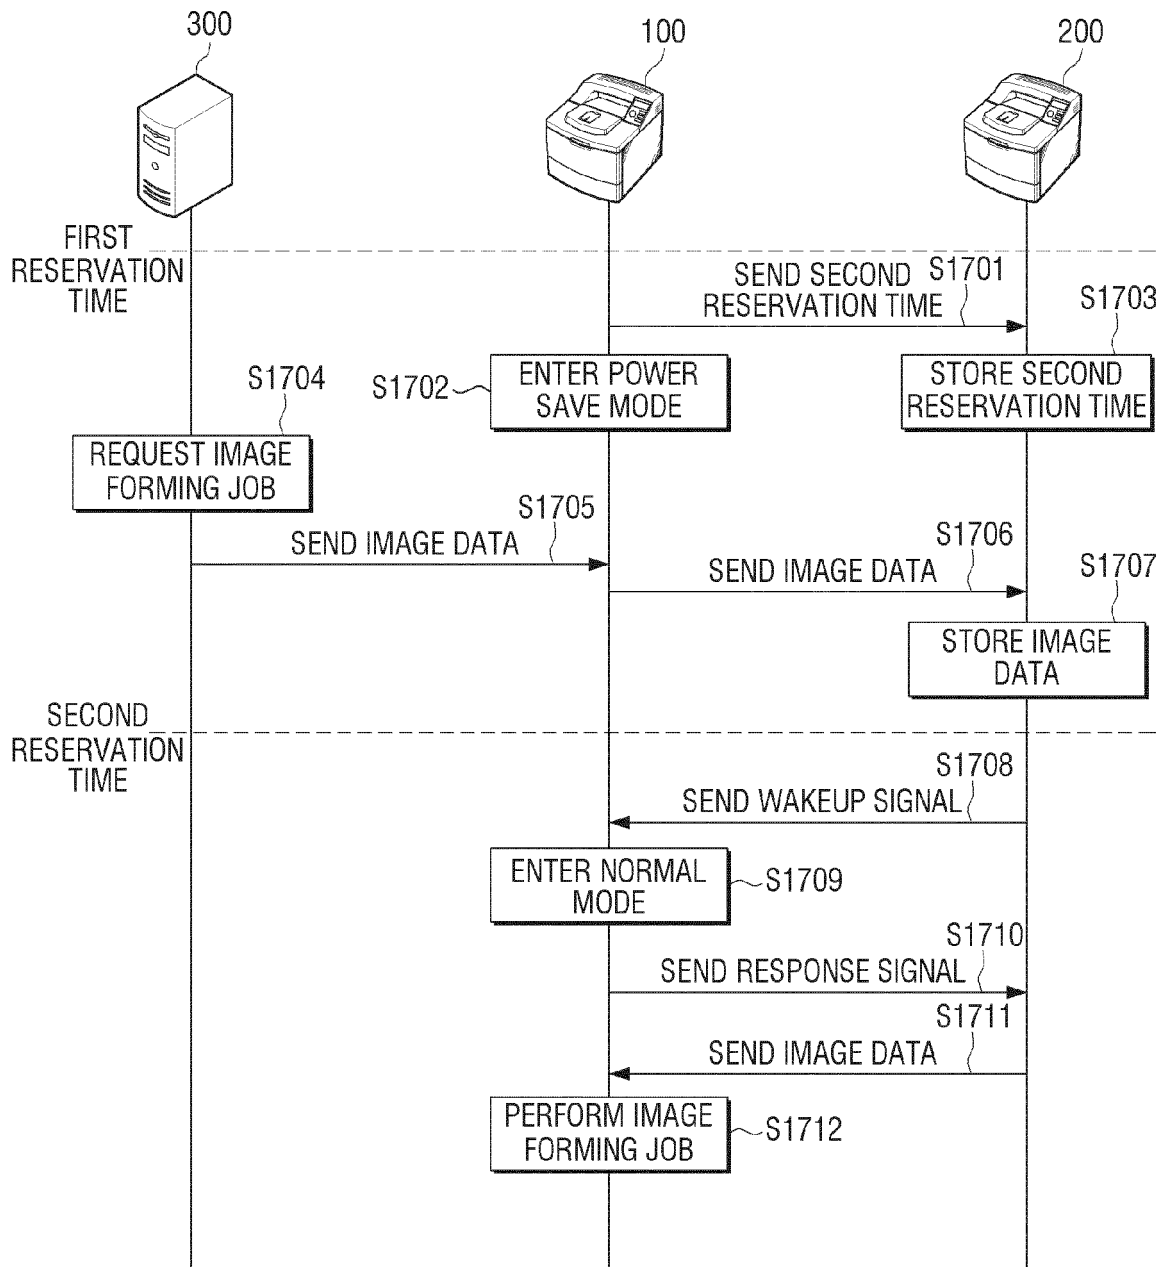 300
100
200
FIRST
RESERVATION
TIME
SEND SECOND
RESERVATION TIME
S1701
S1703
S1704
S1702
ENTER POWER
SAVE MODE
STORE SECOND
RESERVATION TIME
REQUEST IMAGE
FORMING JOB
S1705
SEND IMAGE DATA
S1706
SEND IMAGE DATA
S1707
STORE IMAGE
DATA
SECOND
RESERVATION
TIME
S1708
SEND WAKEUP SIGNAL
ENTER NORMAL
MODE
S1709
S1710
SEND RESPONSE SIGNAL
S1711
SEND IMAGE DATA
PERFORM IMAGE
FORMING JOB
S1712